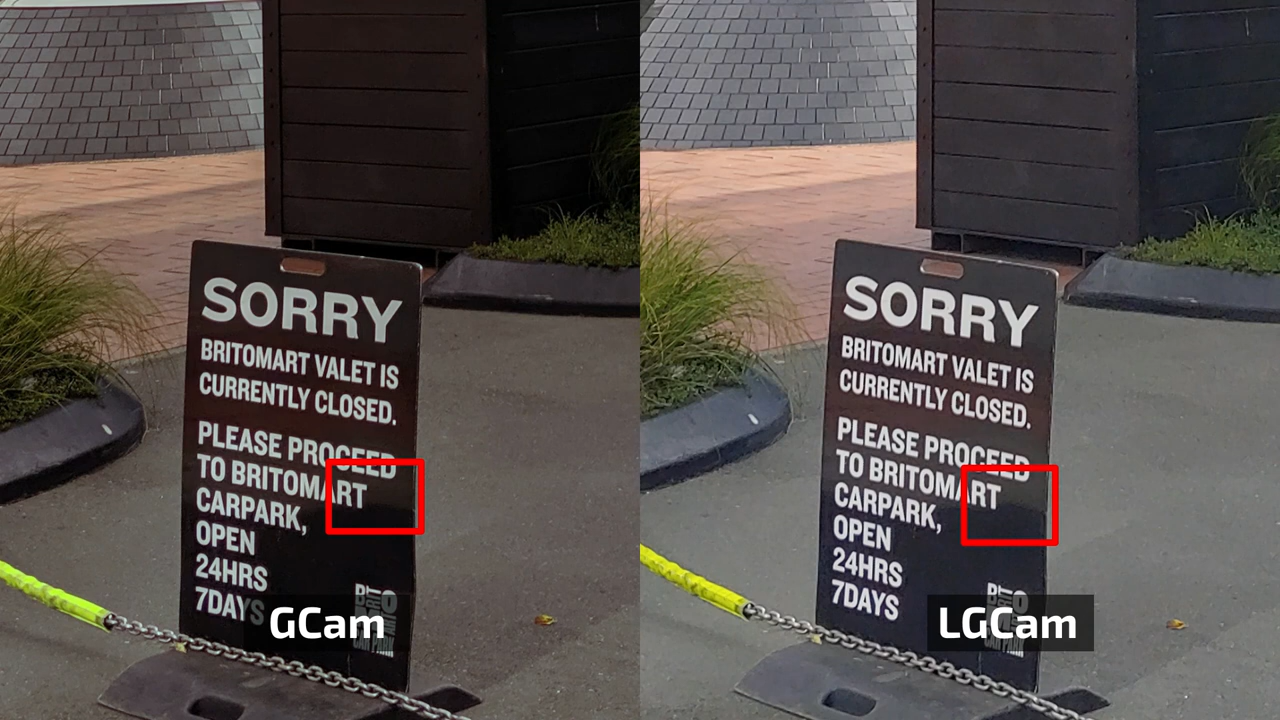 SORRY
BRITOMART VALET IS
CURRENTLY CLOSED.
PLEASE PROCEED
TO BRITOMART
CARPARK,
OPEN
24HRS
7DAYS
GCam
SORRY
BRITOMART VALET IS
CURRENTLY CLOSED.
PLEASE PROCEED
TO BRITOMART
CARPARK,
OPEN
24HRS
7DAYS
LGCam